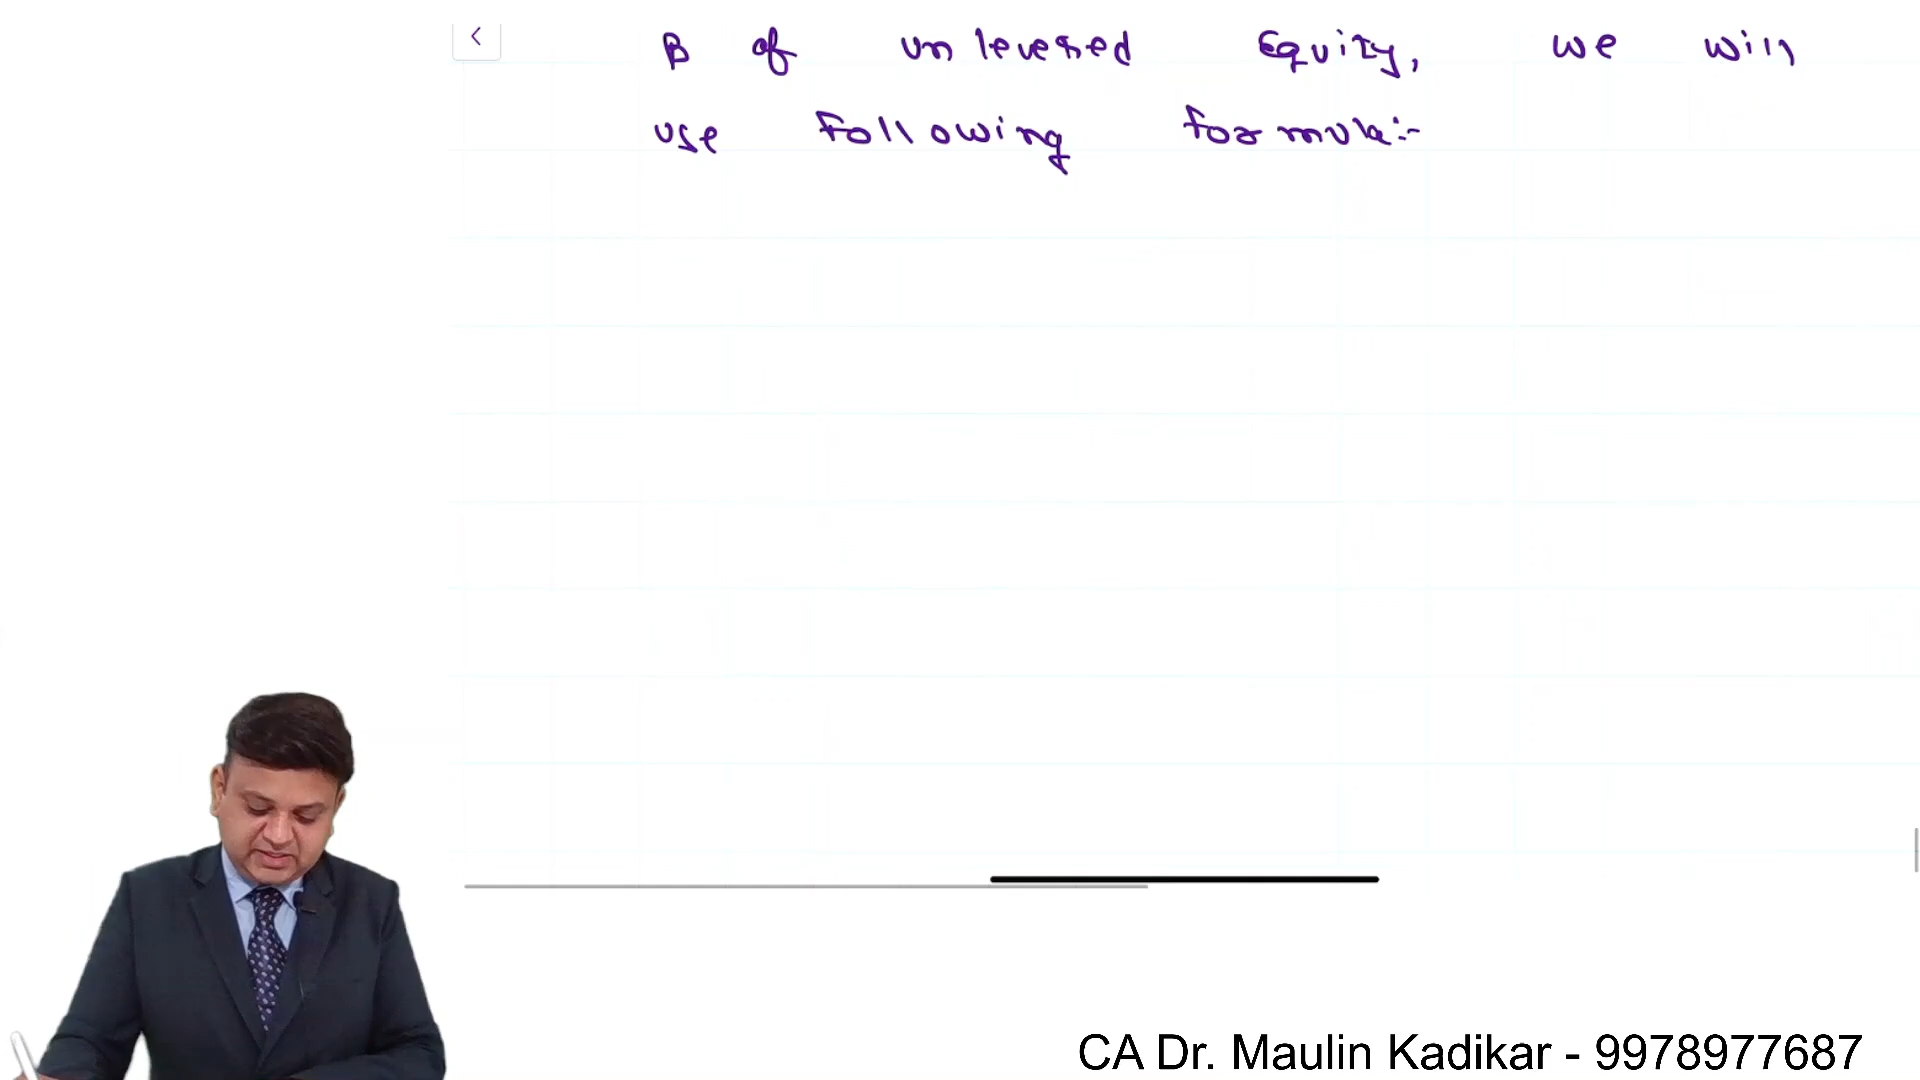 B of unlevered Equity, we will
use Following formula:-
CA Dr. Maulin Kadikar - 9978977687